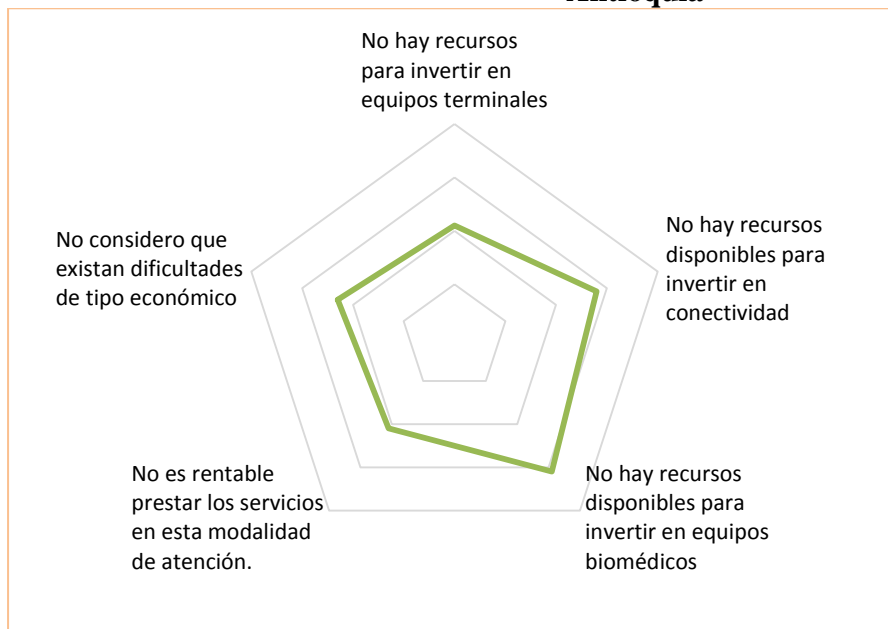 No hay recursos
para invertir en
equipos terminales
No hay recursos
disponibles para
invertir en
conectividad
No considero que
existan dificultades
de tipo económico
No es rentable
prestar los servicios
en esta modalidad
de atención.
No hay recursos
disponibles para
invertir en equipos
biomédicos